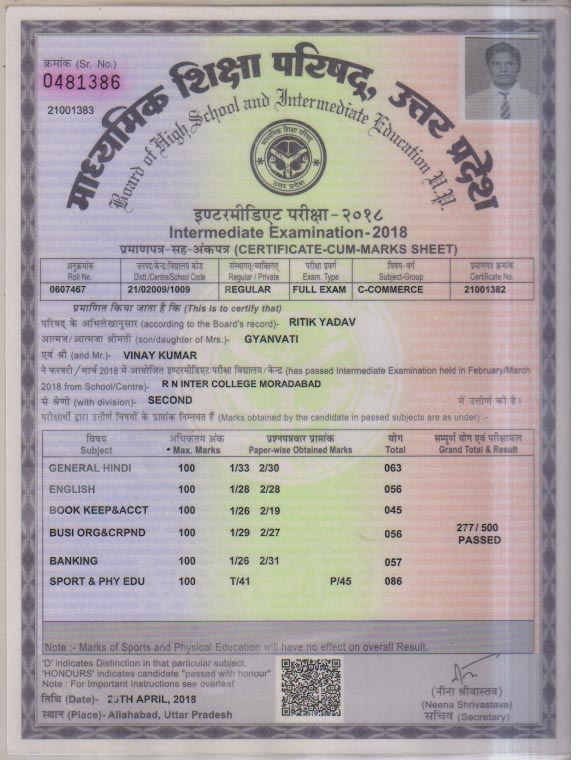 क्रमांक (Sr. No.)
0481386
21001383
माध्यमिक शिक्षा परिषद्, उत्तर प्रदेश
Board of High School and Intermediate Education U.P.
माध्यमिक शिक्षा परिषद्
उत्तर प्रदेश
इण्टरमीडिएट परीक्षा-२०१८
Intermediate Examination-2018
प्रमाणपत्र-सह-अंकपत्र (CERTIFICATE-CUM-MARKS SHEET)
अनुक्रमांक जनपद/केन्द्र/विद्यालय कोड संस्थागत/व्यक्तिगत परीक्षा प्रवर्ग विषय-वर्ग प्रमाणपत्र क्रमांक
Roll No. Distt./Centre/School Code Regular / Private Exam. Type Subject-Group Certificate No.
0607467 21/02009/1009 REGULAR FULL EXAM C-COMMERCE 21001382
प्रमाणित किया जाता है कि (This is to certify that)
परिषद् के अभिलेखानुसार (according to the Board's record)- RITIK YADAV
आत्मज/आत्मजा श्रीमती (son/daughter of Mrs.)- GYANVATI
एवं श्री (and Mr.)- VINAY KUMAR
ने फरवरी/मार्च 2018 में आयोजित इण्टरमीडिएट परीक्षा विद्यालय/केन्द्र (has passed Intermediate Examination held in February/March
2018 from School/Centre)- R N INTER COLLEGE MORADABAD
से श्रेणी (with division)- SECOND में उत्तीर्ण की है।
परीक्षार्थी द्वारा उत्तीर्ण विषयों के प्राप्तांक निम्नवत हैं (Marks obtained by the candidate in passed subjects are as under) :-
विषय अधिकतम अंक प्रश्नपत्रवार प्राप्तांक योग सम्पूर्ण योग एवं परीक्षाफल
Subject Max. Marks Paper-wise Obtained Marks Total Grand Total & Result
GENERAL HINDI 100 1/33 2/30 063
ENGLISH 100 1/28 2/28 056
BOOK KEEP&ACCT 100 1/26 2/19 045
BUSI ORG&CRPND 100 1/29 2/27 056 277/500
PASSED
BANKING 100 1/26 2/31 057
SPORT & PHY EDU 100 T/41 P/45 086
Note :- Marks of Sports and Physical Education will have no effect on overall Result.
'D' indicates Distinction in that particular subject,
'HONOURS' indicates candidate "passed with honour"
Note : For Important Instructions see overleaf
तिथि (Date)- 29TH APRIL, 2018
स्थान (Place)- Allahabad, Uttar Pradesh
(नीना श्रीवास्तव)
(Neena Shrivastava)
सचिव (Secretary)